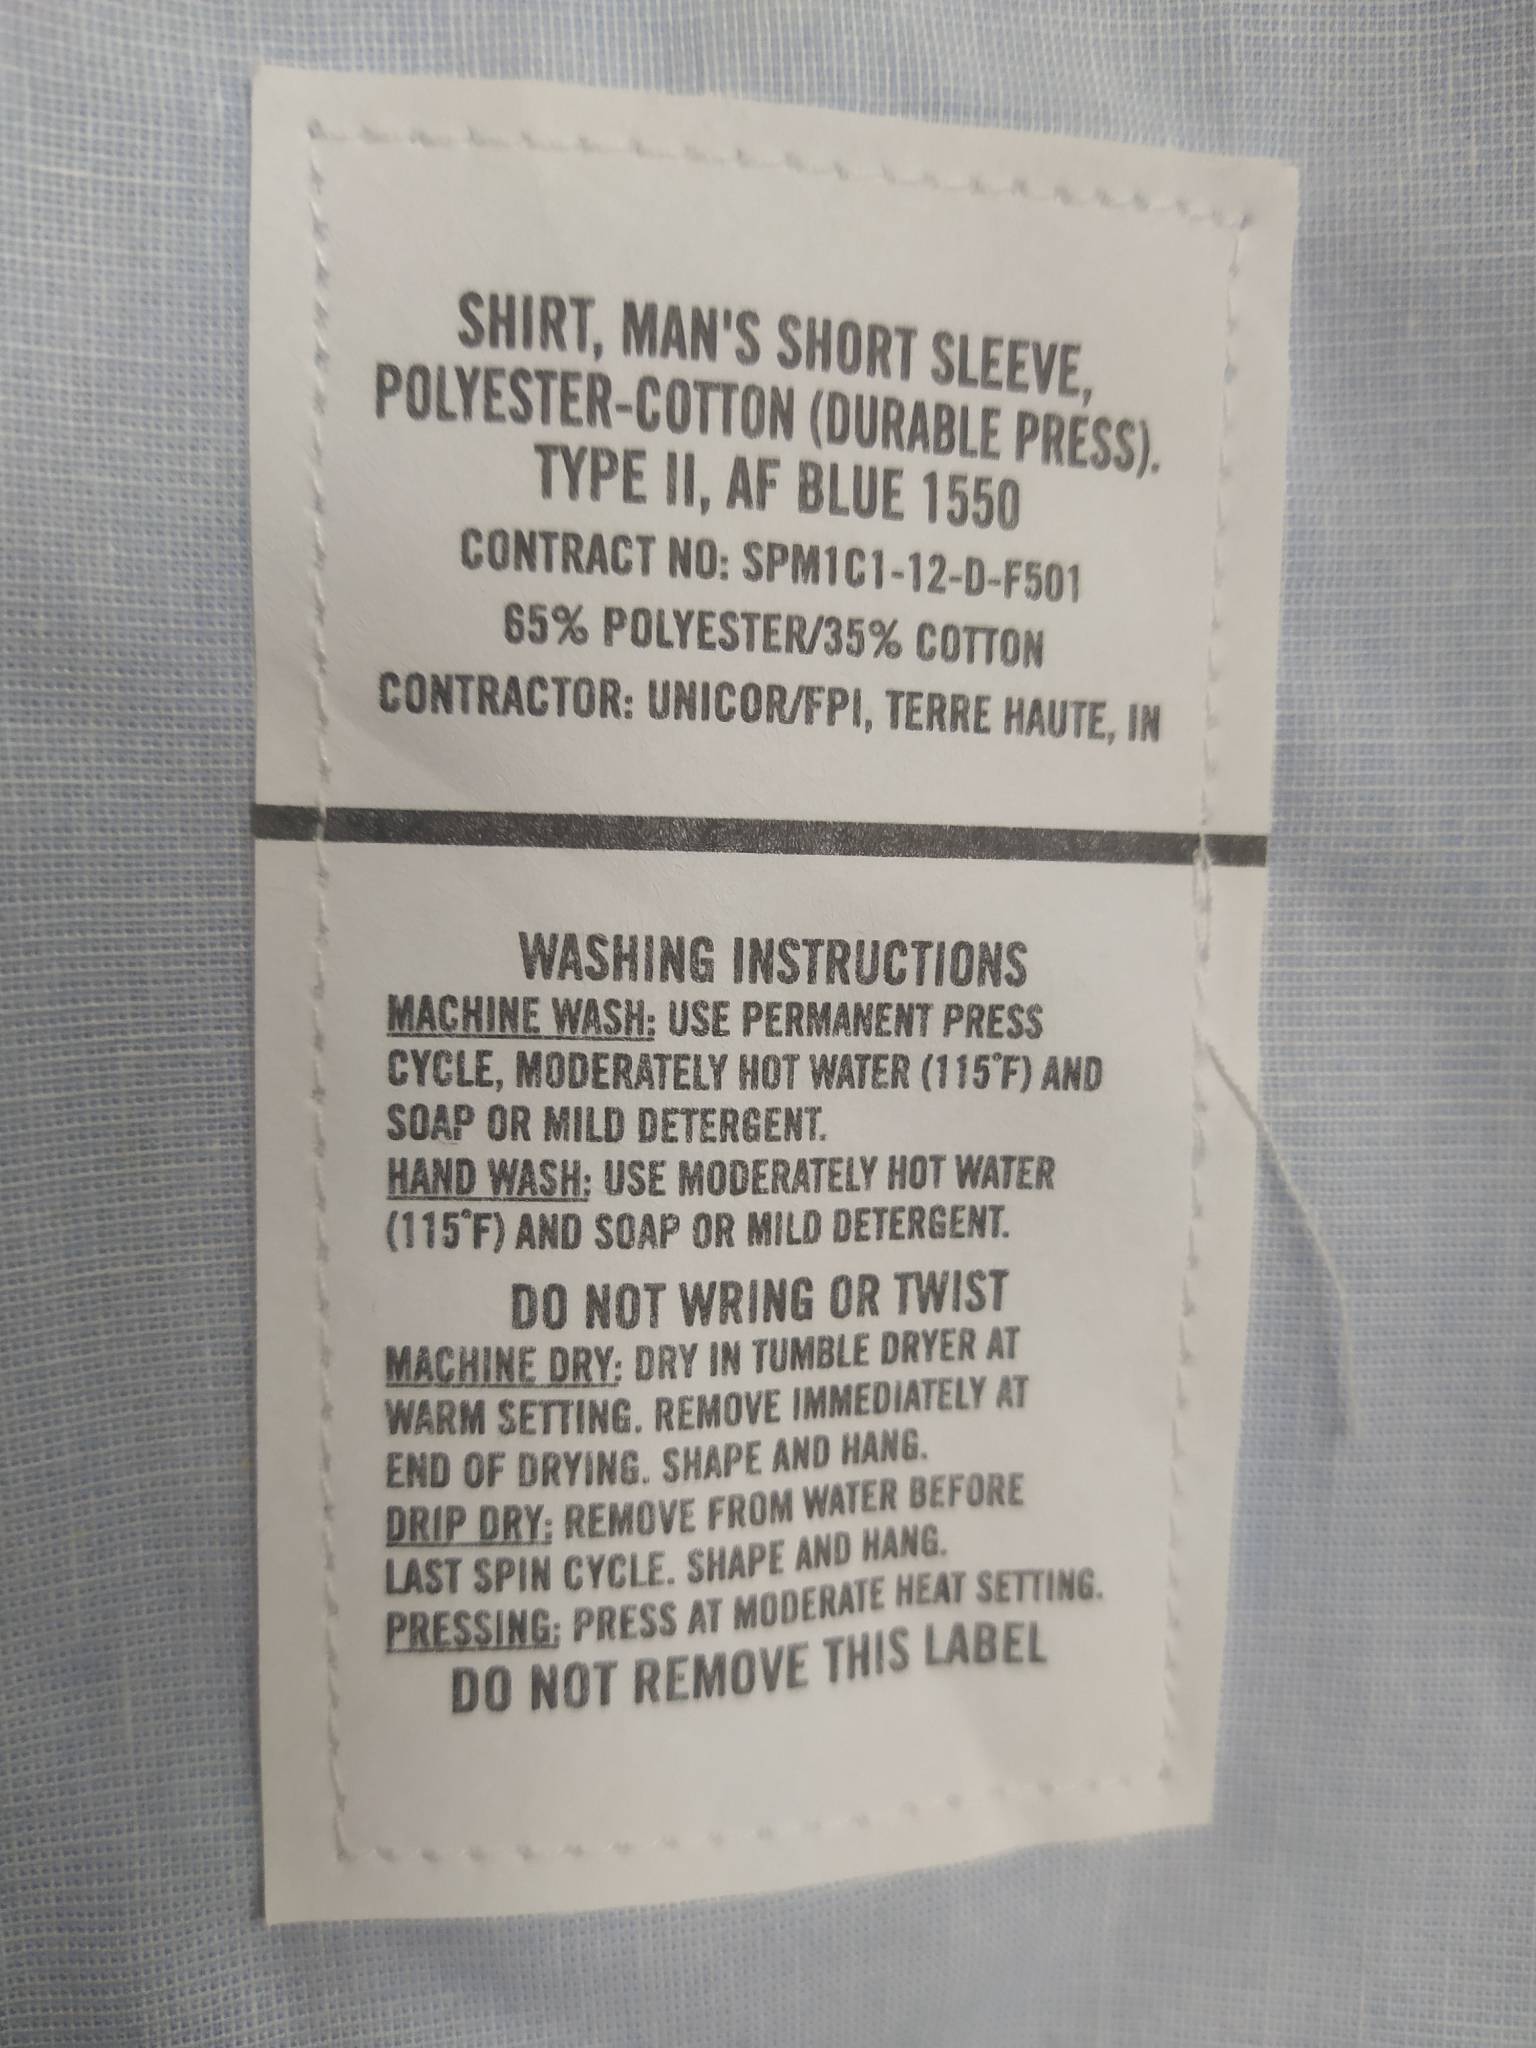 SHIRT, MAN'S SHORT SLEEVE,
POLYESTER-COTTON (DURABLE PRESS).
TYPE II, AF BLUE 1550
CONTRACT NO: SPM1C1-12-D-F501
65% POLYESTER/35% COTTON
CONTRACTOR: UNICOR/FPI, TERRE HAUTE, IN
WASHING INSTRUCTIONS
MACHINE WASH: USE PERMANENT PRESS
CYCLE, MODERATELY HOT WATER (115°F) AND
SOAP OR MILD DETERGENT.
HAND WASH: USE MODERATELY HOT WATER
(115°F) AND SOAP OR MILD DETERGENT.
DO NOT WRING OR TWIST
MACHINE DRY: DRY IN TUMBLE DRYER AT
WARM SETTING. REMOVE IMMEDIATELY AT
END OF DRYING. SHAPE AND HANG.
DRIP DRY: REMOVE FROM WATER BEFORE
LAST SPIN CYCLE. SHAPE AND HANG.
PRESSING: PRESS AT MODERATE HEAT SETTING.
DO NOT REMOVE THIS LABEL